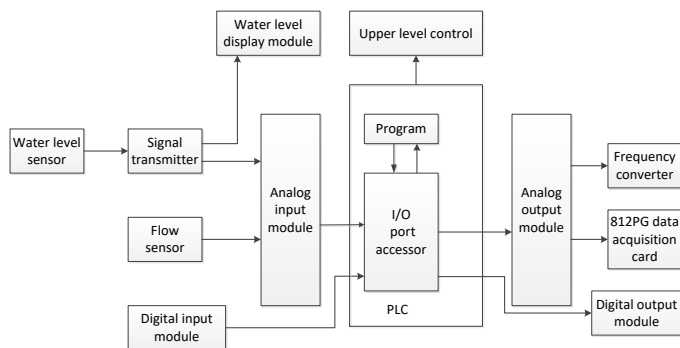 Water level
display module
Upper level control
Water level
sensor
Signal
transmitter
Program
Frequency
converter
Analog
input
module
I/O
port
accessor
Analog
output
module
Flow
sensor
812PG data
acquisition
card
Digital input
module
PLC
Digital output
module